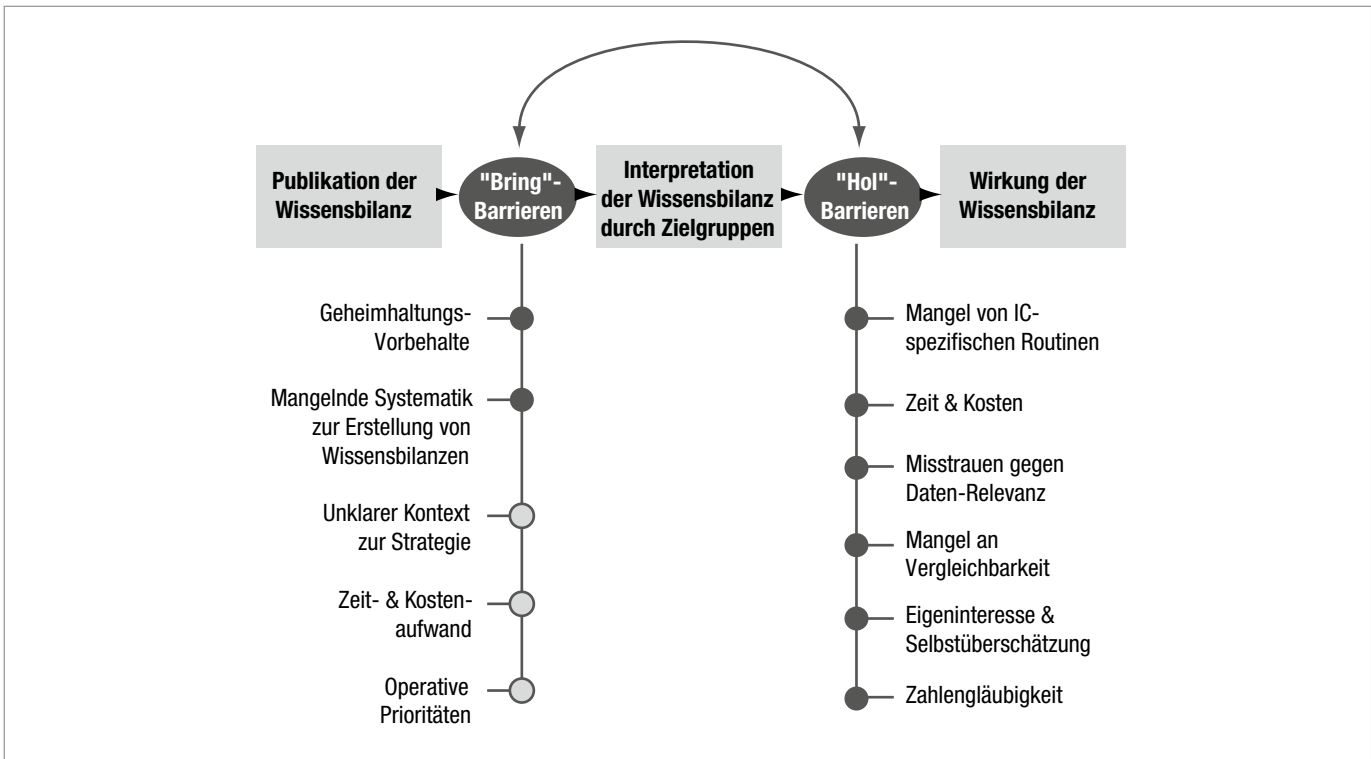 Publikation der
Wissensbilanz
"Bring"-
Barrieren
Interpretation
der Wissensbilanz
durch Zielgruppen
"Hol"-
Barrieren
Wirkung der
Wissensbilanz
Geheimhaltungs-
Vorbehalte
Mangelnde Systematik
zur Erstellung von
Wissensbilanzen
Unklarer Kontext
zur Strategie
Zeit- & Kosten-
aufwand
Operative
Prioritäten
Mangel von IC-
spezifischen Routinen
Zeit & Kosten
Misstrauen gegen
Daten-Relevanz
Mangel an
Vergleichbarkeit
Eigeninteresse &
Selbstüberschätzung
Zahlengläubigkeit